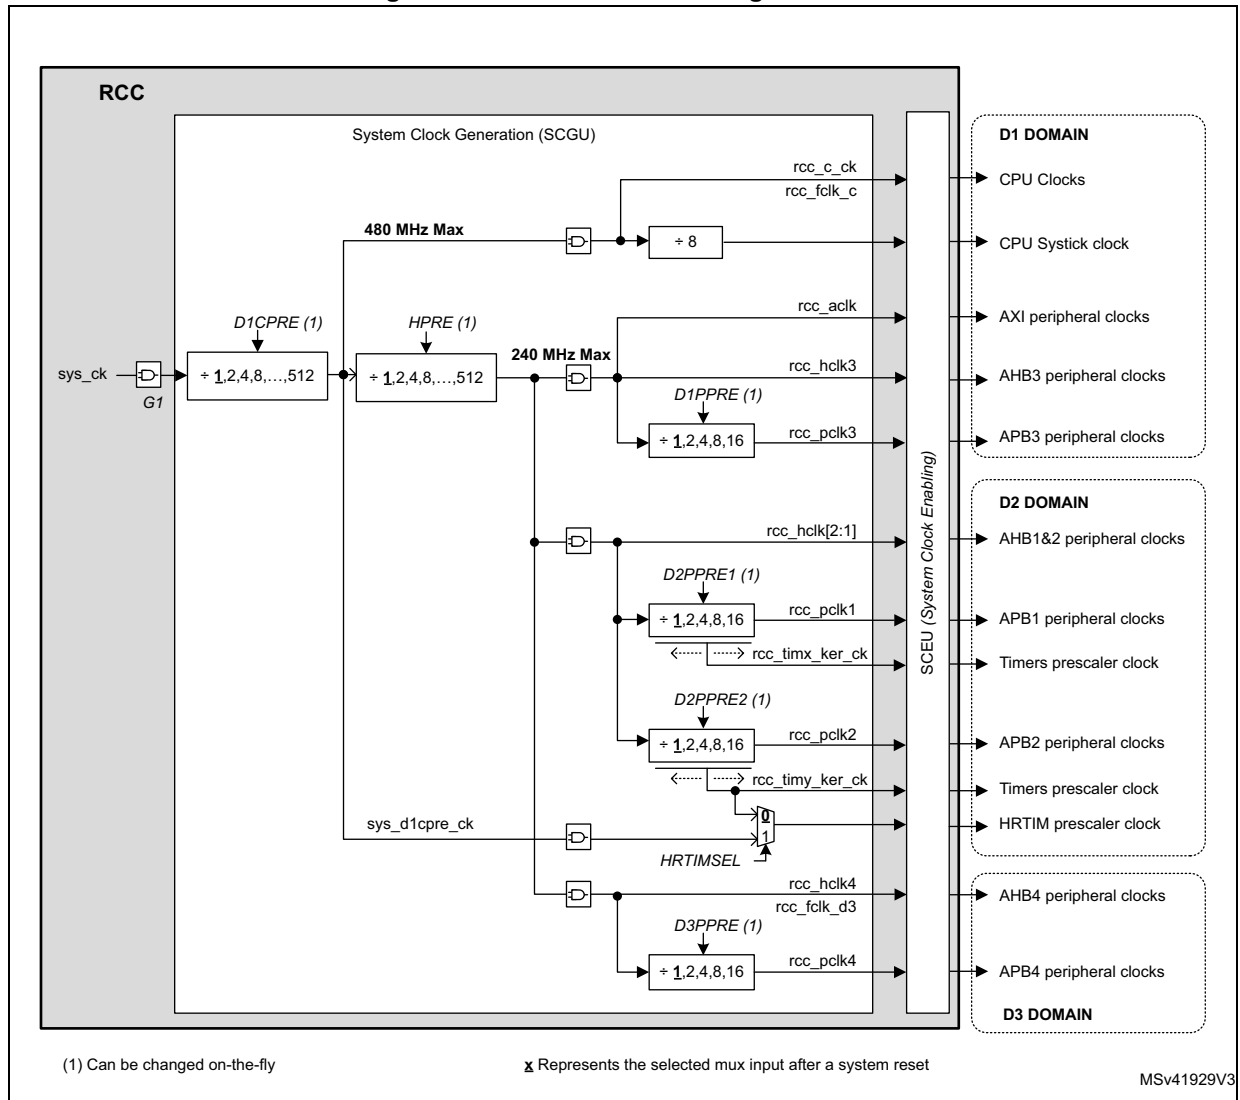 RCC
System Clock Generation (SCGU)
D1 DOMAIN
rcc_c_ck
rcc_fclk_c
CPU Clocks
480 MHz Max
÷ 8
CPU Systick clock
D1CPRE (1)
HPRE (1)
rcc_aclk
AXI peripheral clocks
sys_ck
G1
÷ 1,2,4,8,...,512
÷ 1,2,4,8,...,512
240 MHz Max
rcc_hclk3
AHB3 peripheral clocks
D1PPRE (1)
÷ 1,2,4,8,16
rcc_pclk3
APB3 peripheral clocks
SCEU (System Clock Enabling)
D2 DOMAIN
rcc_hclk[2:1]
AHB1&2 peripheral clocks
D2PPRE1 (1)
÷ 1,2,4,8,16
rcc_pclk1
APB1 peripheral clocks
rcc_timx_ker_ck
Timers prescaler clock
D2PPRE2 (1)
÷ 1,2,4,8,16
rcc_pclk2
APB2 peripheral clocks
rcc_timy_ker_ck
Timers prescaler clock
0
1
sys_d1cpre_ck
HRTIM prescaler clock
HRTIMSEL
rcc_hclk4
rcc_fclk_d3
AHB4 peripheral clocks
D3PPRE (1)
÷ 1,2,4,8,16
rcc_pclk4
APB4 peripheral clocks
D3 DOMAIN
(1) Can be changed on-the-fly
x Represents the selected mux input after a system reset
MSv41929V3